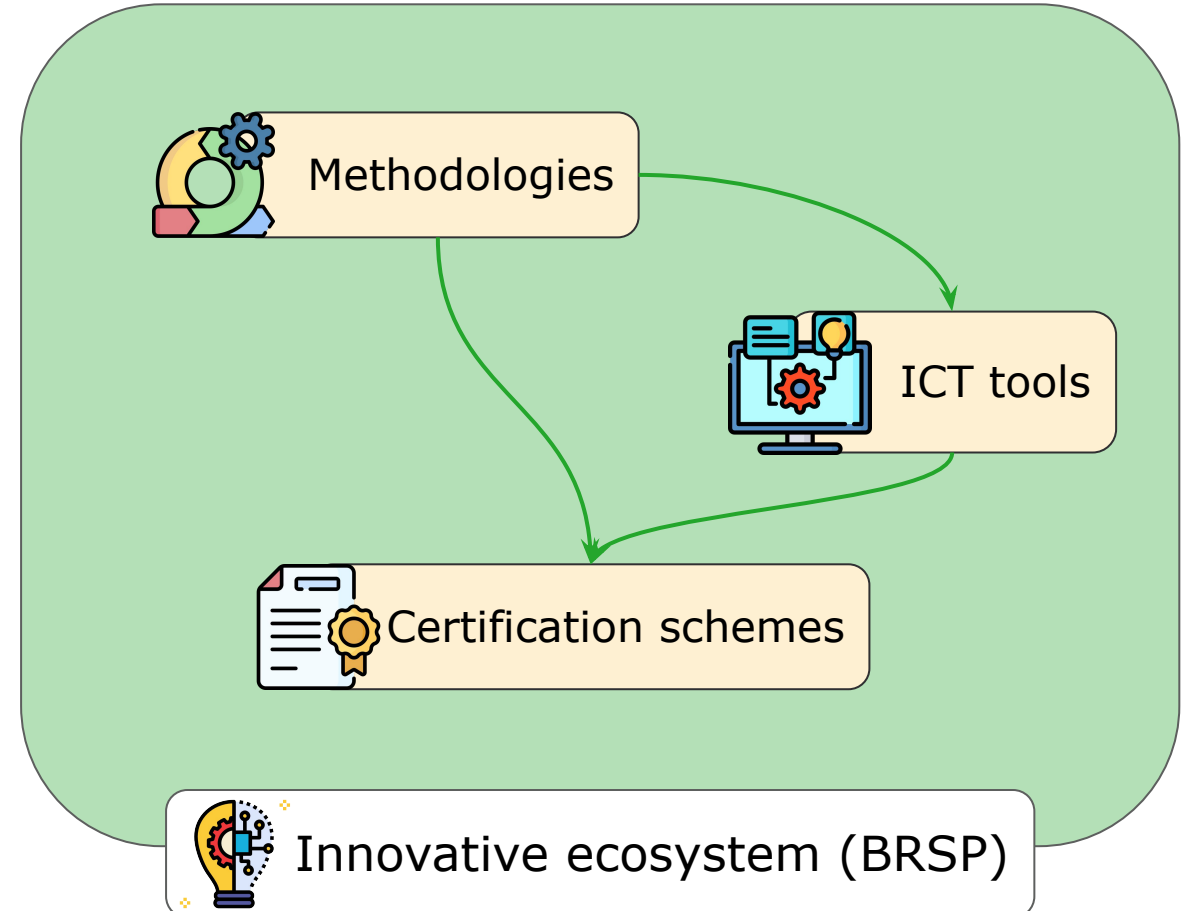 Methodologies
ICT tools
Certification schemes
Innovative ecosystem (BRSP)